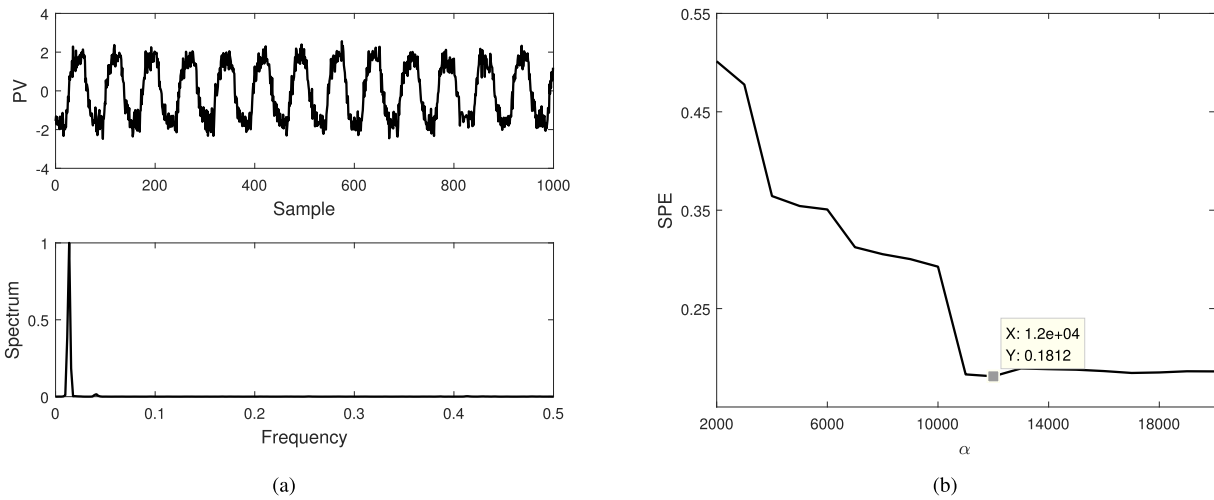 4
2
0
-2
-4
PV
0 200 400 600 800 1000
Sample
1
0.5
0
Spectrum
0 0.1 0.2 0.3 0.4 0.5
Frequency
(a)
0.55
0.45
0.35
0.25
SPE
X: 1.2e+04
Y: 0.1812
2000 6000 10000 14000 18000
α
(b)